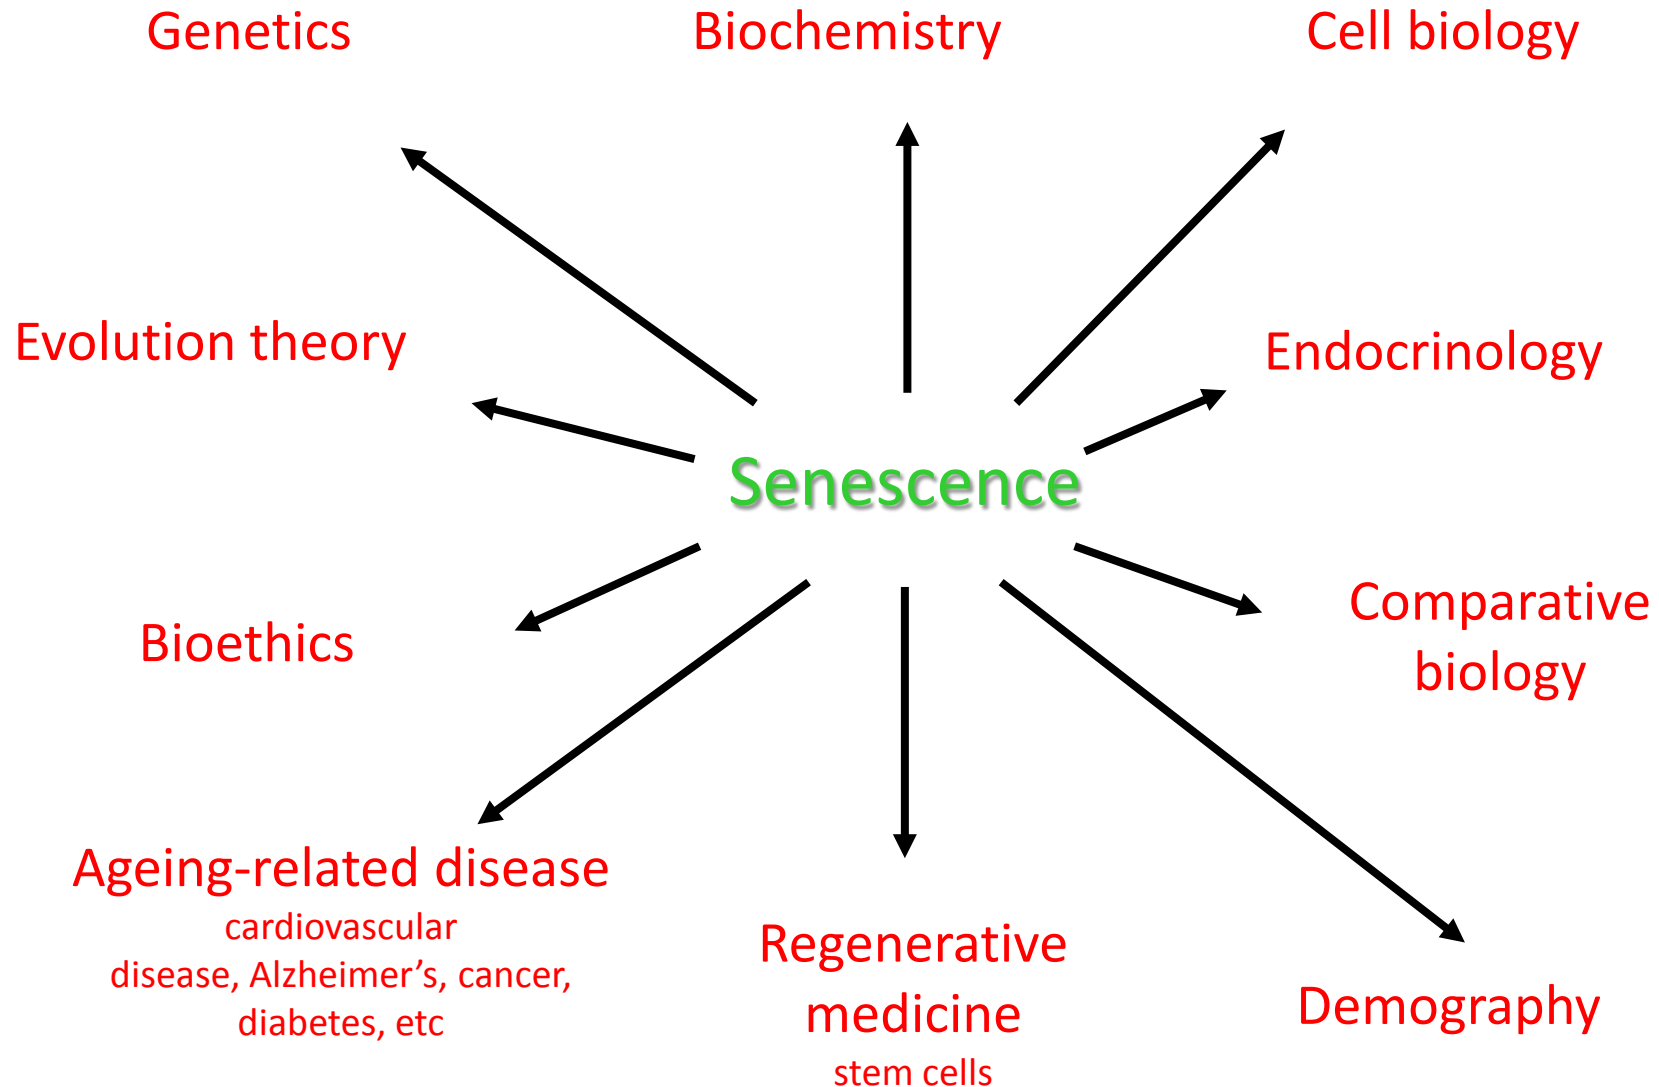 Genetics
Biochemistry
Cell biology
Evolution theory
Endocrinology
Senescence
Bioethics
Comparative
biology
Ageing-related disease
cardiovascular
disease, Alzheimer’s, cancer,
diabetes, etc
Regenerative
medicine
stem cells
Demography